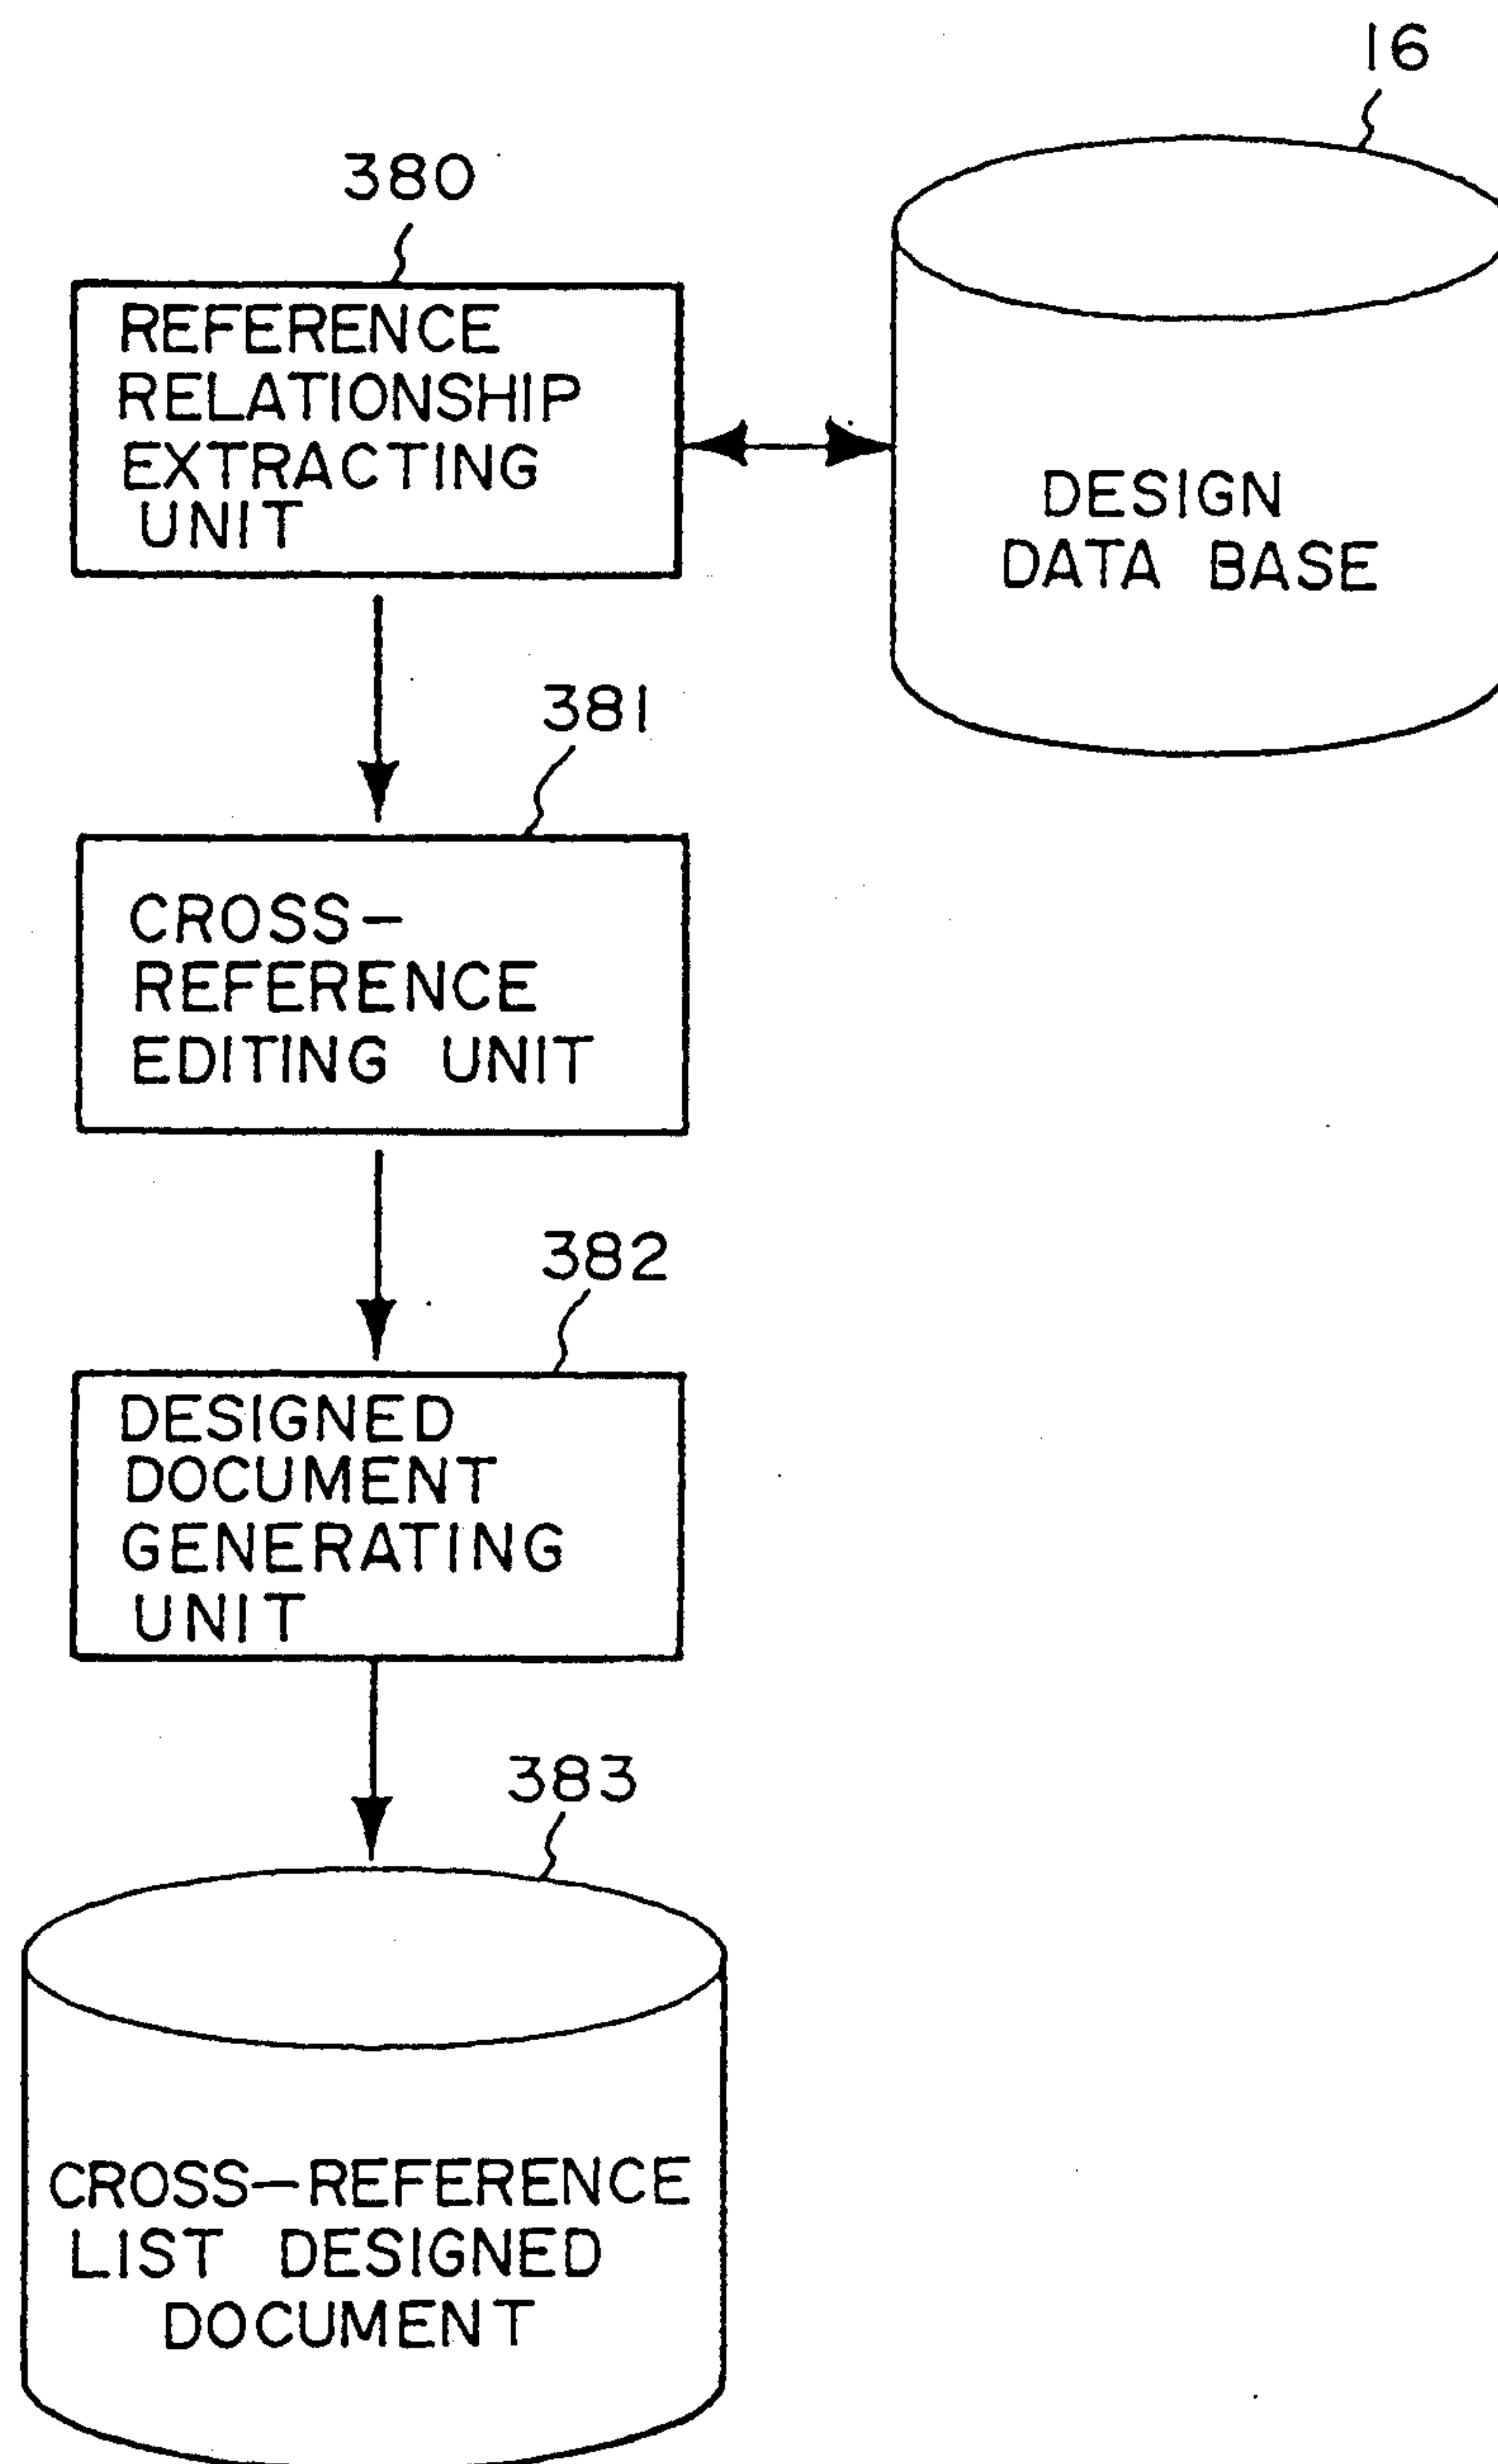 16
380
REFERENCE
RELATIONSHIP
EXTRACTING
UNIT
DESIGN
DATA BASE
381
CROSS-
REFERENCE
EDITING UNIT
382
DESIGNED
DOCUMENT
GENERATING
UNIT
383
CROSS-REFERENCE
LIST DESIGNED
DOCUMENT